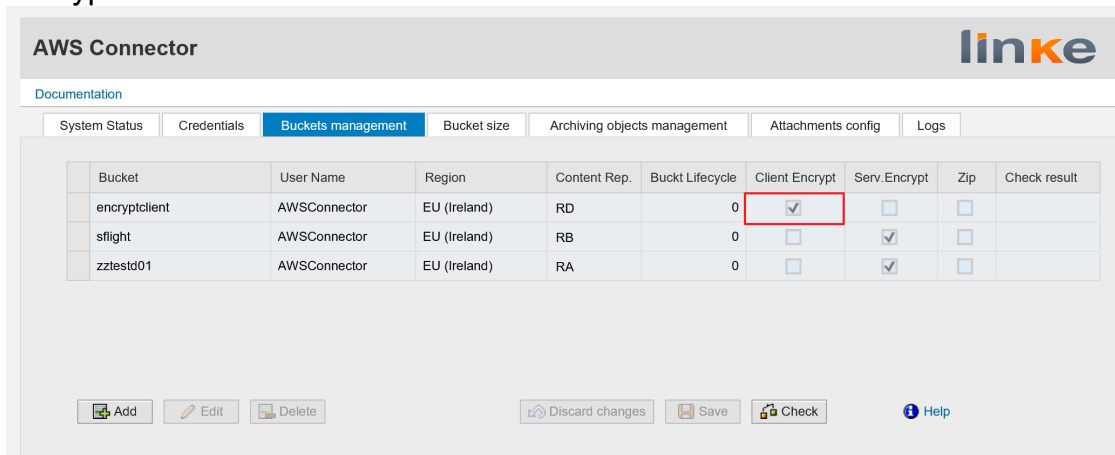 AWS Connector
linke
Documentation
System Status Credentials Buckets management Bucket size Archiving objects management Attachments config Logs
Bucket User Name Region Content Rep. Buckt Lifecycle Client Encrypt Serv.Encrypt Zip Check result
encryptclient AWSConnector EU (Ireland) RD 0
sflight AWSConnector EU (Ireland) RB 0
zztestd01 AWSConnector EU (Ireland) RA 0
Add Edit Delete Discard changes Save Check Help